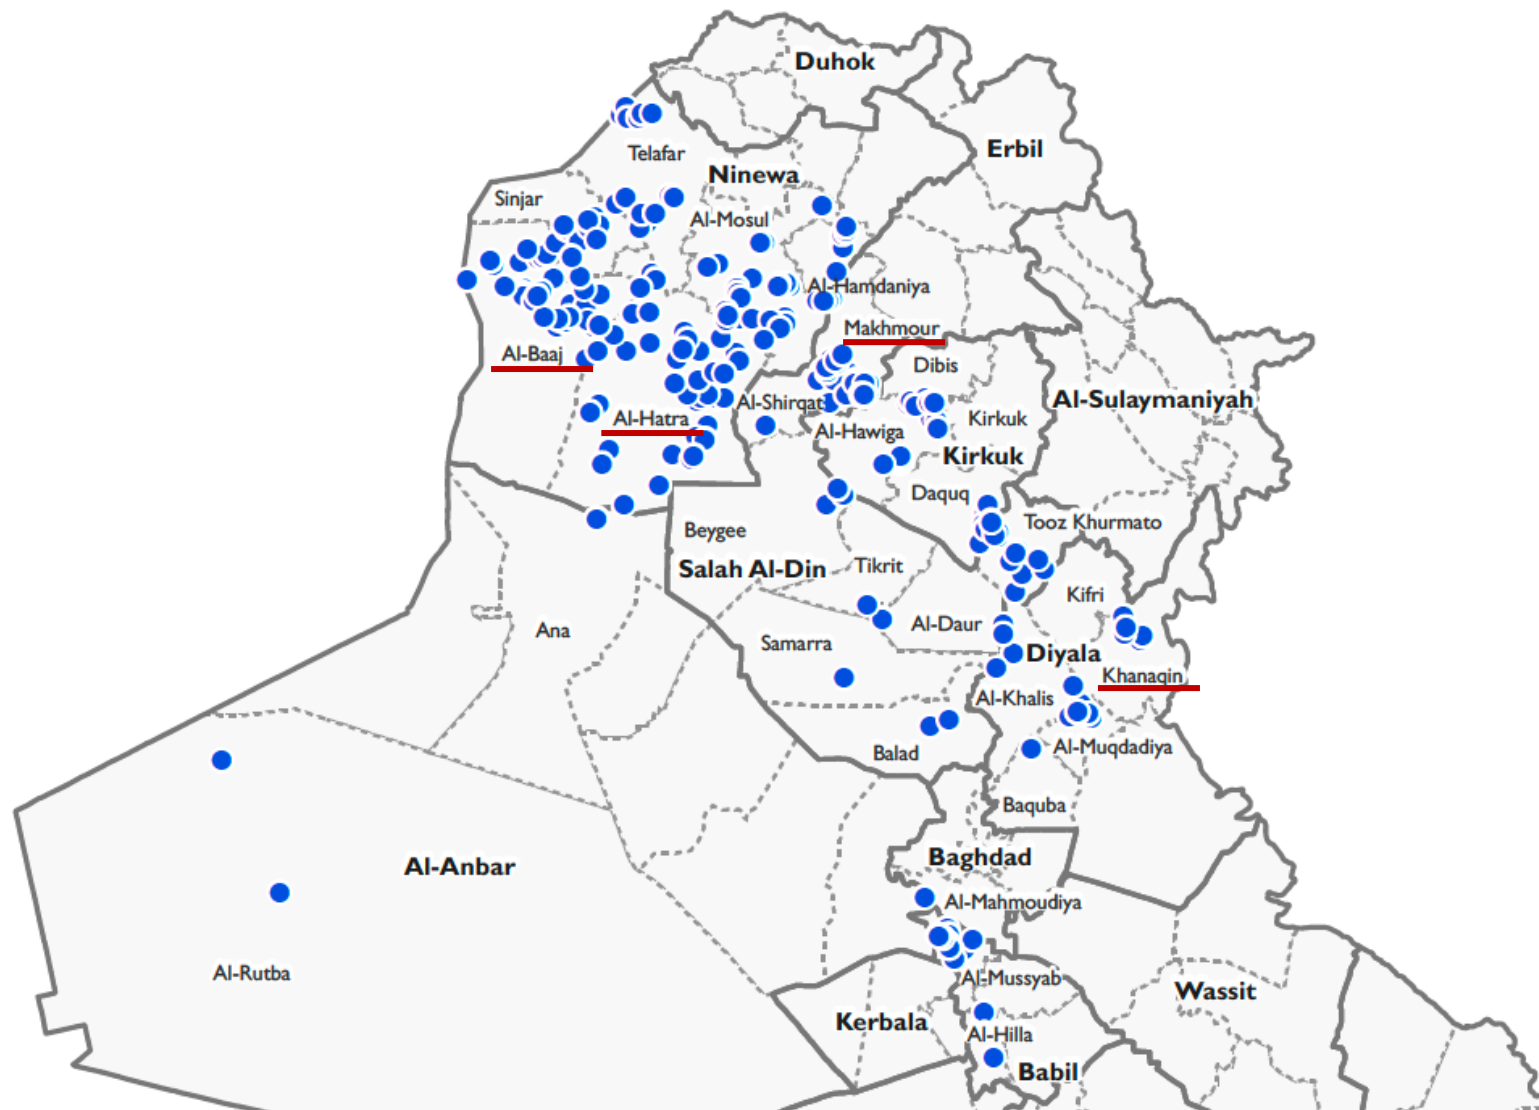 Duhok
Erbil
Telafar
Ninewa
Sinjar
Al-Mosul
Al-Hamdaniya
Makhmour
Al-Baaj
Dibis
Al-Sulaymaniyah
Al-Shirqat
Al-Hatra
Kirkuk
Al-Hawiga
Kirkuk
Daquq
Tooz Khurmato
Beygee
Tikrit
Salah Al-Din
Kifri
Al-Daur
Ana
Samarra
Diyala
Khanaqin
Al-Khalis
Al-Muqdadiya
Balad
Baquba
Baghdad
Al-Anbar
Al-Mahmoudiya
Al-Rutba
Al-Mussyab
Wassit
Kerbala
Al-Hilla
Babil